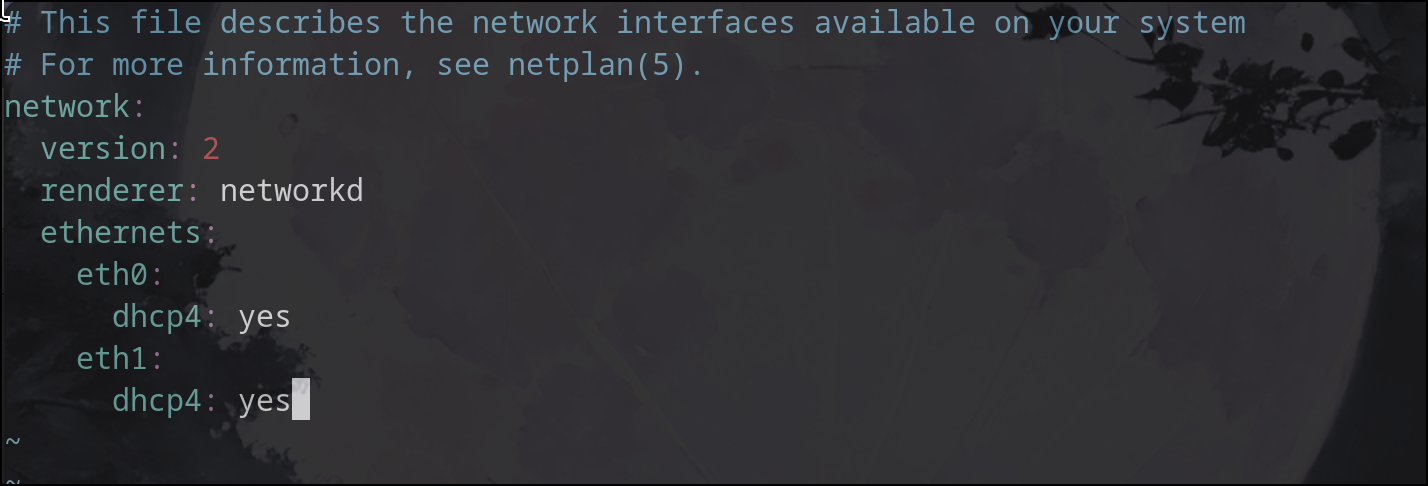 # This file describes the network interfaces available on your system
# For more information, see netplan(5).
network:
  version: 2
  renderer: networkd
  ethernets:
    eth0:
      dhcp4: yes
    eth1:
      dhcp4: yes
~
~